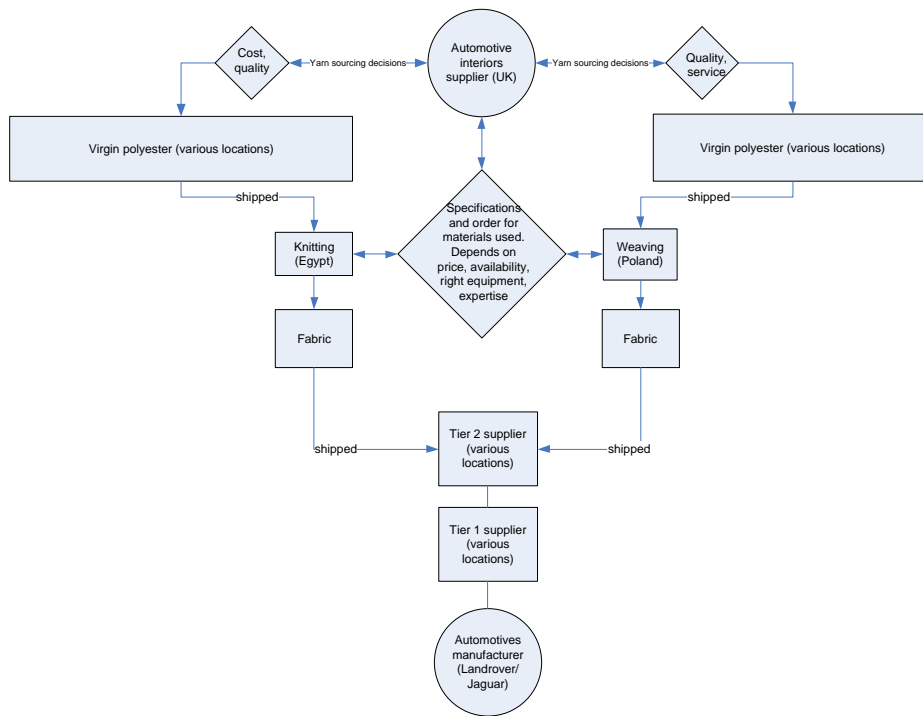 Cost,
quality
Yarn sourcing decisions
Automotive
interiors
supplier (UK)
Yarn sourcing decisions
Quality,
service
Virgin polyester (various locations)
Virgin polyester (various locations)
shipped
shipped
Specifications
and order for
materials used.
Depends on
price, availability,
right equipment,
expertise
Knitting
(Egypt)
Weaving
(Poland)
Fabric
Fabric
shipped
shipped
Tier 2 supplier
(various
locations)
Tier 1 supplier
(various
locations)
Automotives
manufacturer
(Landrover/
Jaguar)